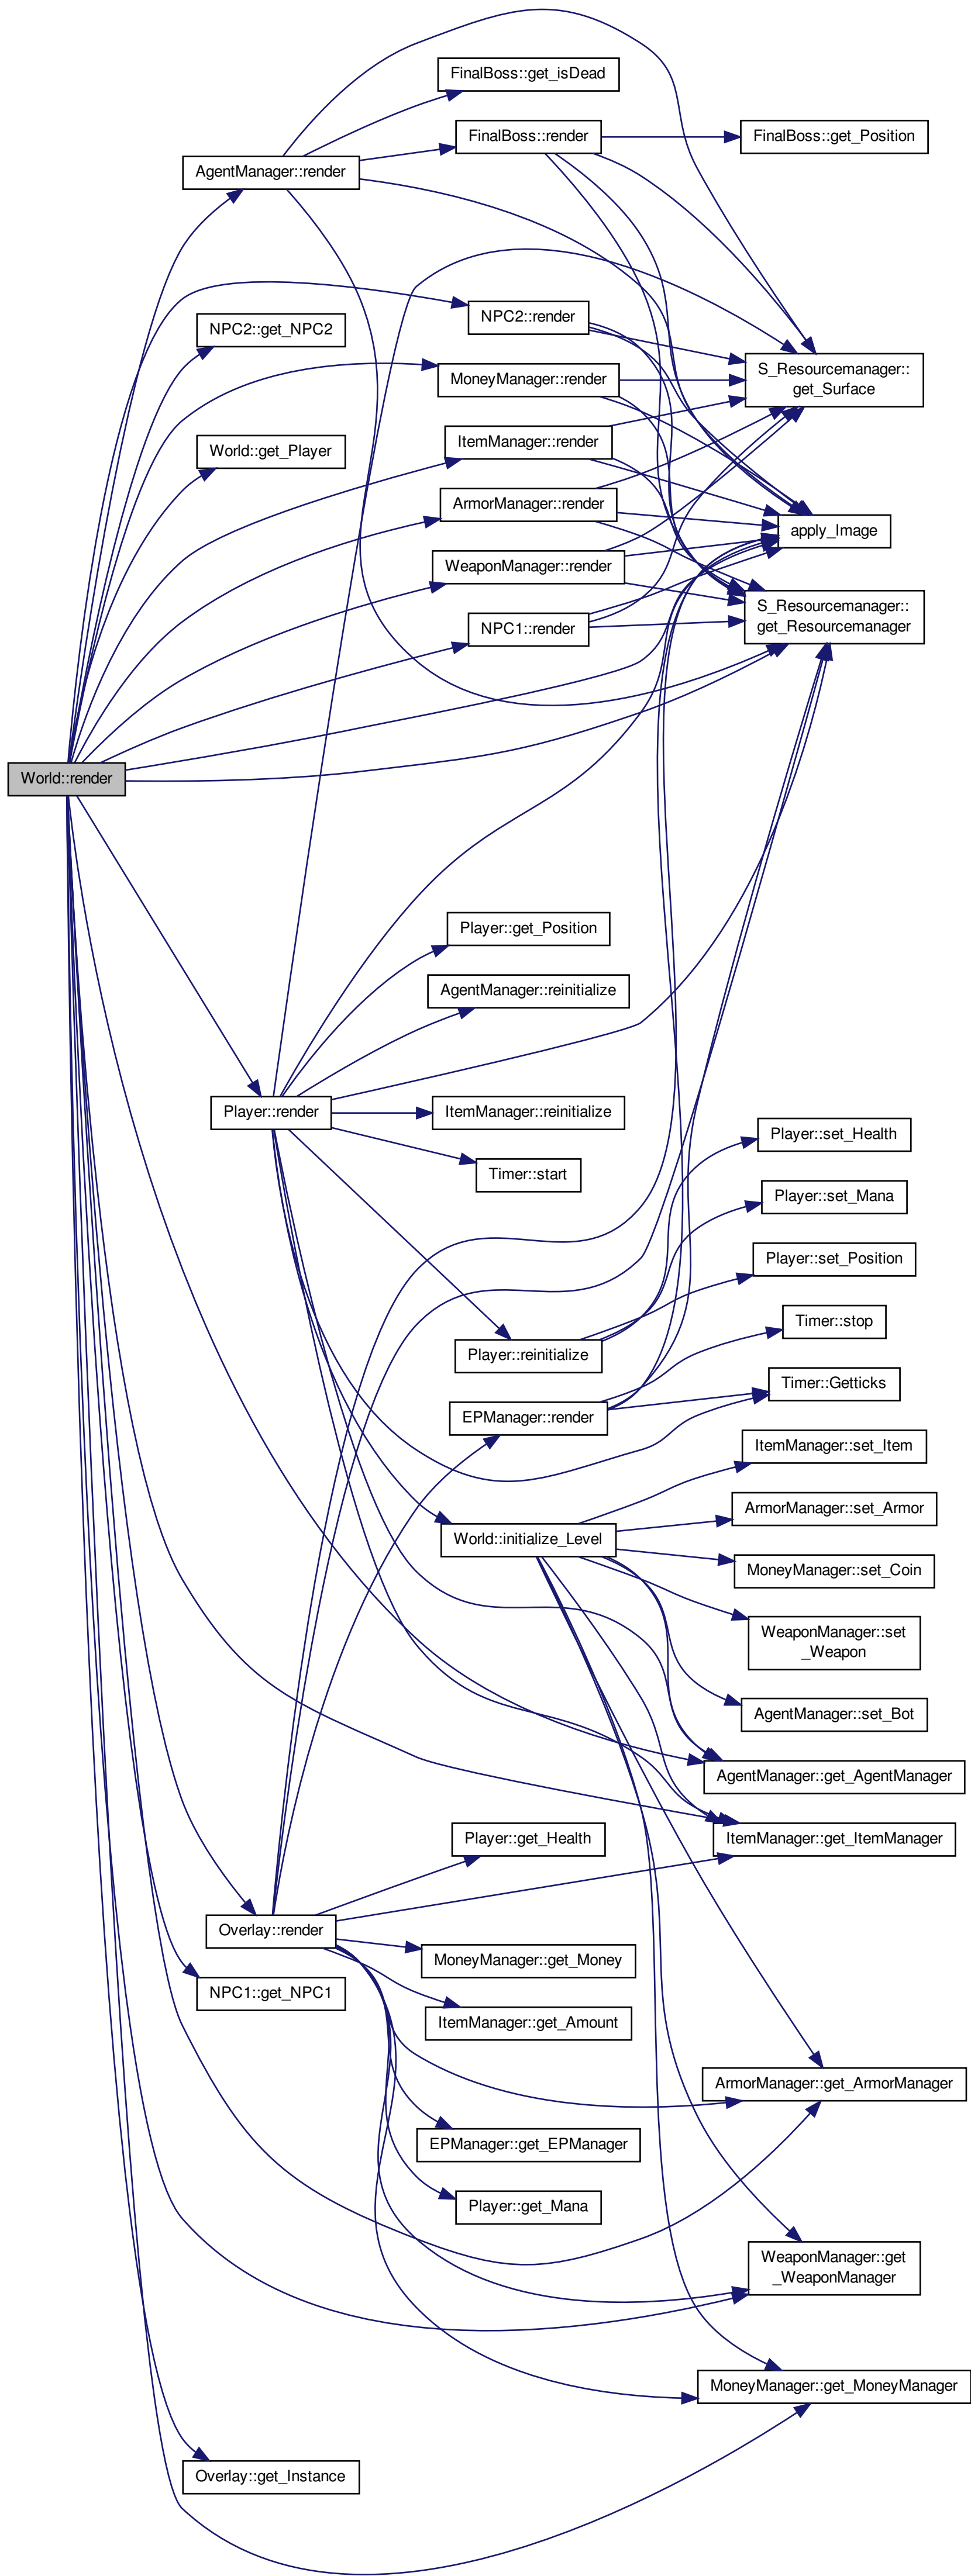 FinalBoss::get_isDead
FinalBoss::render
FinalBoss::get_Position
AgentManager::render
NPC2::render
NPC2::get_NPC2
S_Resourcemanager::
get_Surface
MoneyManager::render
ItemManager::render
World::get_Player
ArmorManager::render
apply_Image
WeaponManager::render
S_Resourcemanager::
get_Resourcemanager
NPC1::render
World::render
Player::get_Position
AgentManager::reinitialize
Player::render
ItemManager::reinitialize
Player::set_Health
Timer::start
Player::set_Mana
Player::set_Position
Timer::stop
Player::reinitialize
Timer::Getticks
EPManager::render
ItemManager::set_Item
ArmorManager::set_Armor
World::initialize_Level
MoneyManager::set_Coin
WeaponManager::set
_Weapon
AgentManager::set_Bot
AgentManager::get_AgentManager
Player::get_Health
ItemManager::get_ItemManager
Overlay::render
MoneyManager::get_Money
NPC1::get_NPC1
ItemManager::get_Amount
ArmorManager::get_ArmorManager
EPManager::get_EPManager
Player::get_Mana
WeaponManager::get
_WeaponManager
MoneyManager::get_MoneyManager
Overlay::get_Instance